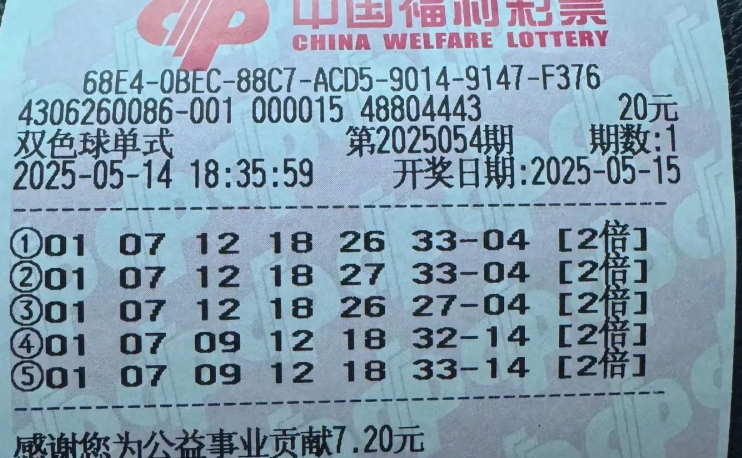 中国福利彩票
CHINA WELFARE LOTTERY
68E4-0BEC-88C7-ACD5-9014-9147-F376
4306260086-001 000015 48804443 20元
双色球单式 第2025054期 期数:1
2025-05-14 18:35:59 开奖日期:2025-05-15
①01 07 12 18 26 33-04 [2倍]
②01 07 12 18 27 33-04 [2倍]
③01 07 12 18 26 27-04 [2倍]
④01 07 09 12 18 32-14 [2倍]
⑤01 07 09 12 18 33-14 [2倍]
感谢您为公益事业贡献7.20元